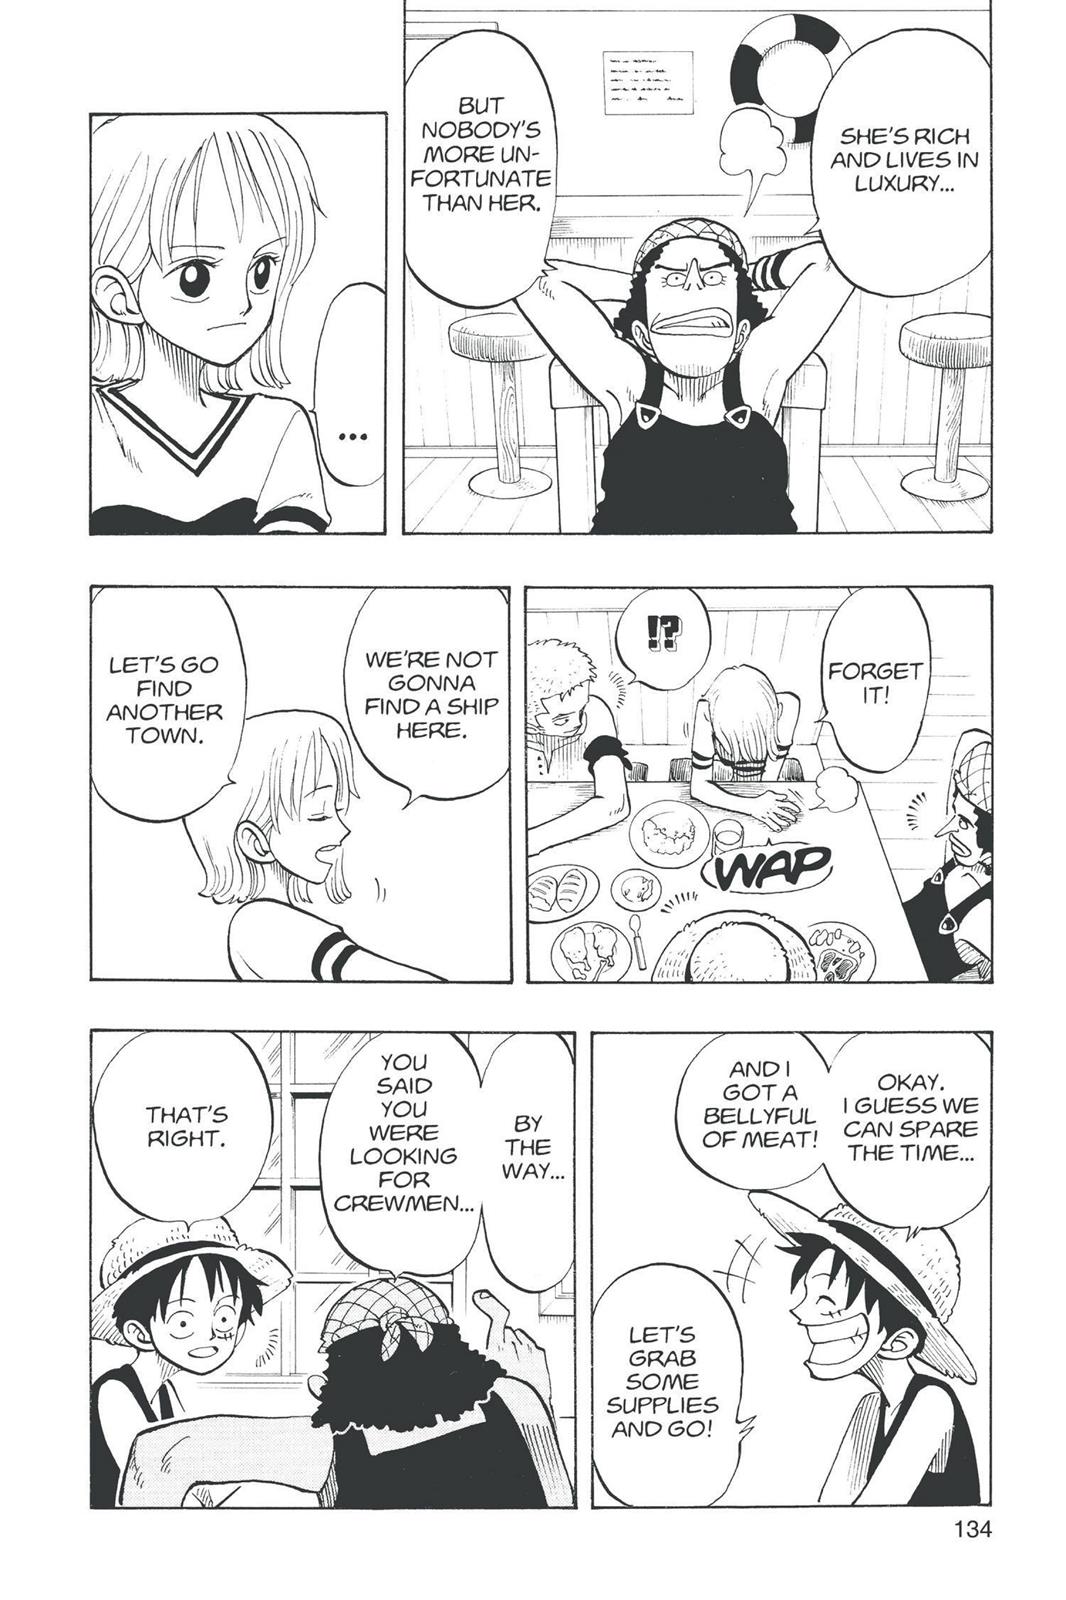 SHE'S RICH
AND LIVES IN
LUXURY...
BUT
NOBODY'S
MORE UN-
FORTUNATE
THAN HER.
...
FORGET
IT!
!?
WAP
WE'RE NOT
GONNA
FIND A SHIP
HERE.
LET'S GO
FIND
ANOTHER
TOWN.
OKAY.
I GUESS WE
CAN SPARE
THE TIME...
AND I
GOT A
BELLYFUL
OF MEAT!
LET'S
GRAB
SOME
SUPPLIES
AND GO!
BY
THE
WAY...
YOU
SAID
YOU
WERE
LOOKING
FOR
CREWMEN...
THAT'S
RIGHT.
134